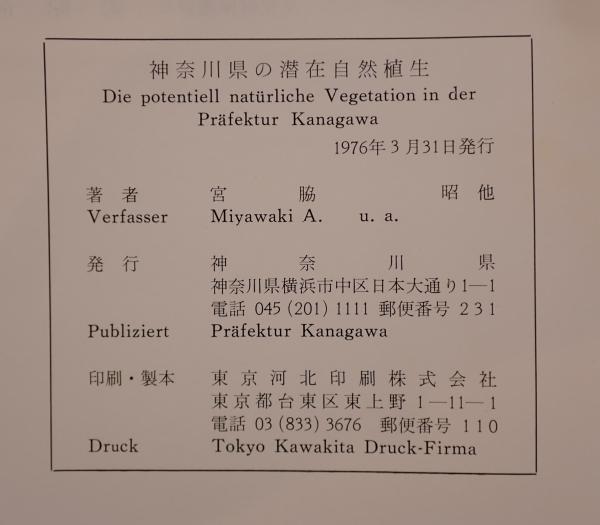 神奈川県の潜在自然植生
Die potentiell natürliche Vegetation in der
Präfektur Kanagawa
1976年3月31日発行
著者 宮脇 昭他
Verfasser Miyawaki A. u. a.
発行 神奈川県
神奈川県横浜市中区日本大通り1—1
電話 045(201)1111 郵便番号 231
Publiziert Präfektur Kanagawa
印刷・製本 東京河北印刷株式会社
東京都台東区東上野 1—11—1
電話 03(833)3676 郵便番号 110
Druck Tokyo Kawakita Druck-Firma